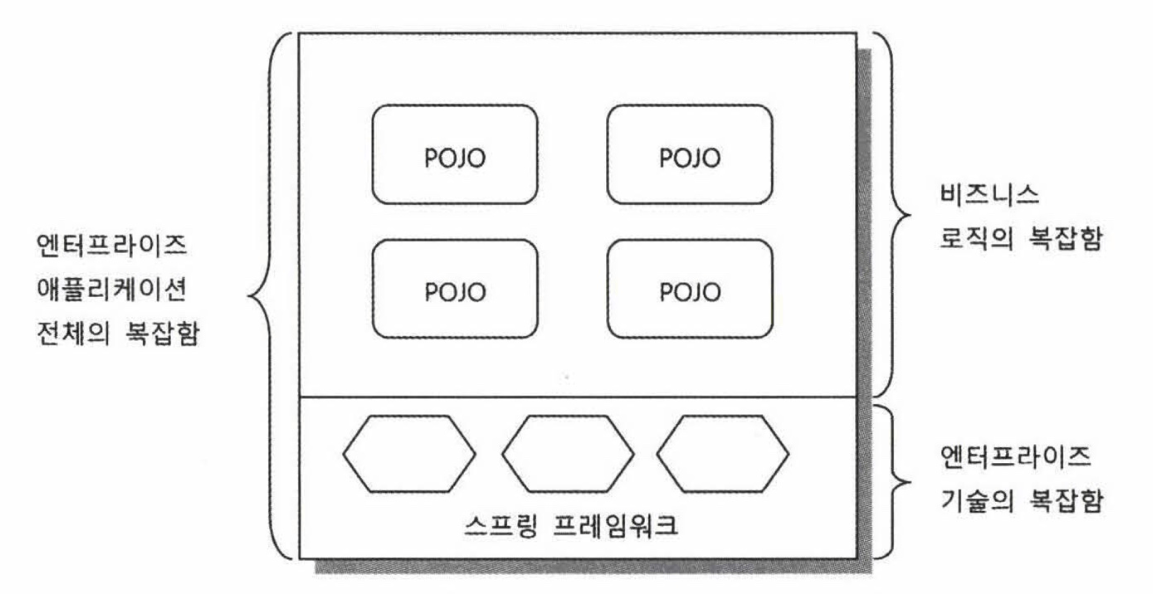 엔터프라이즈
애플리케이션
전체의 복잡함
POJO
POJO
POJO
POJO
스프링 프레임워크
비즈니스
로직의 복잡함
엔터프라이즈
기술의 복잡함